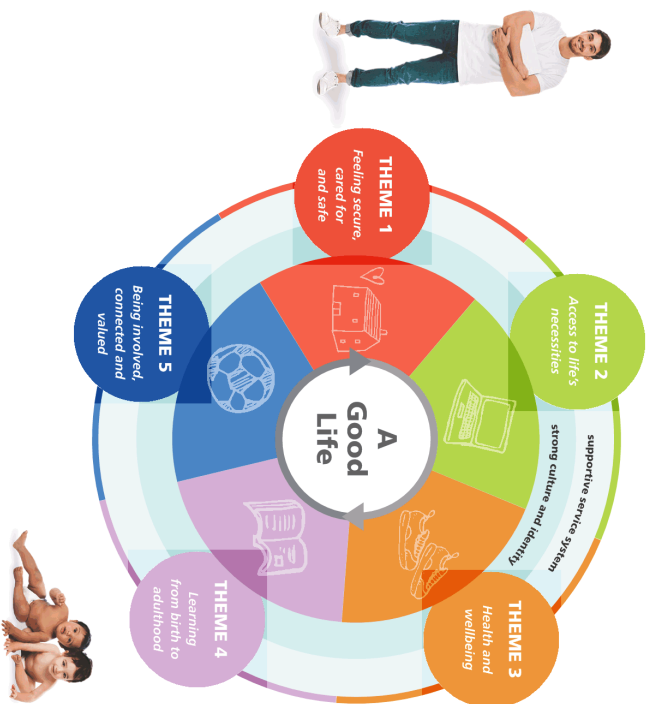 THEME 1
Feeling secure,
cared for
and safe
THEME 2
Access to life's
necessities
supportive service system
strong culture and identity
THEME 3
Health and
wellbeing
THEME 4
Learning
from birth to
adulthood
THEME 5
Being involved,
connected and
valued
A
Good
Life